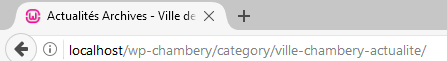 Actualités Archives - Ville de
localhost/wp-chambery/category/ville-chambery-actualite/